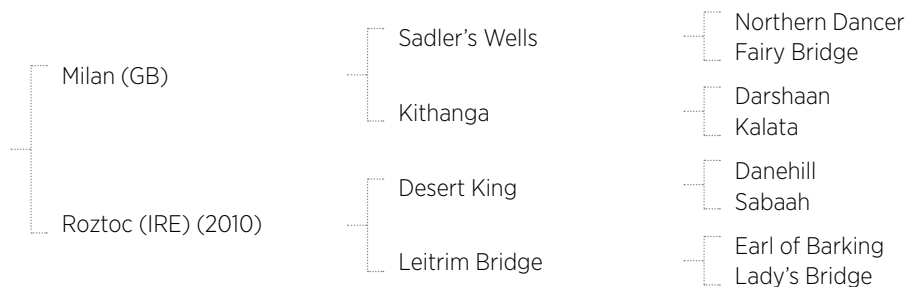 Milan (GB)
Roztoc (IRE) (2010)
Sadler’s Wells
Kithanga
Desert King
Leitrim Bridge
Northern Dancer
Fairy Bridge
Darshaan
Kalata
Danehill
Sabaah
Earl of Barking
Lady’s Bridge